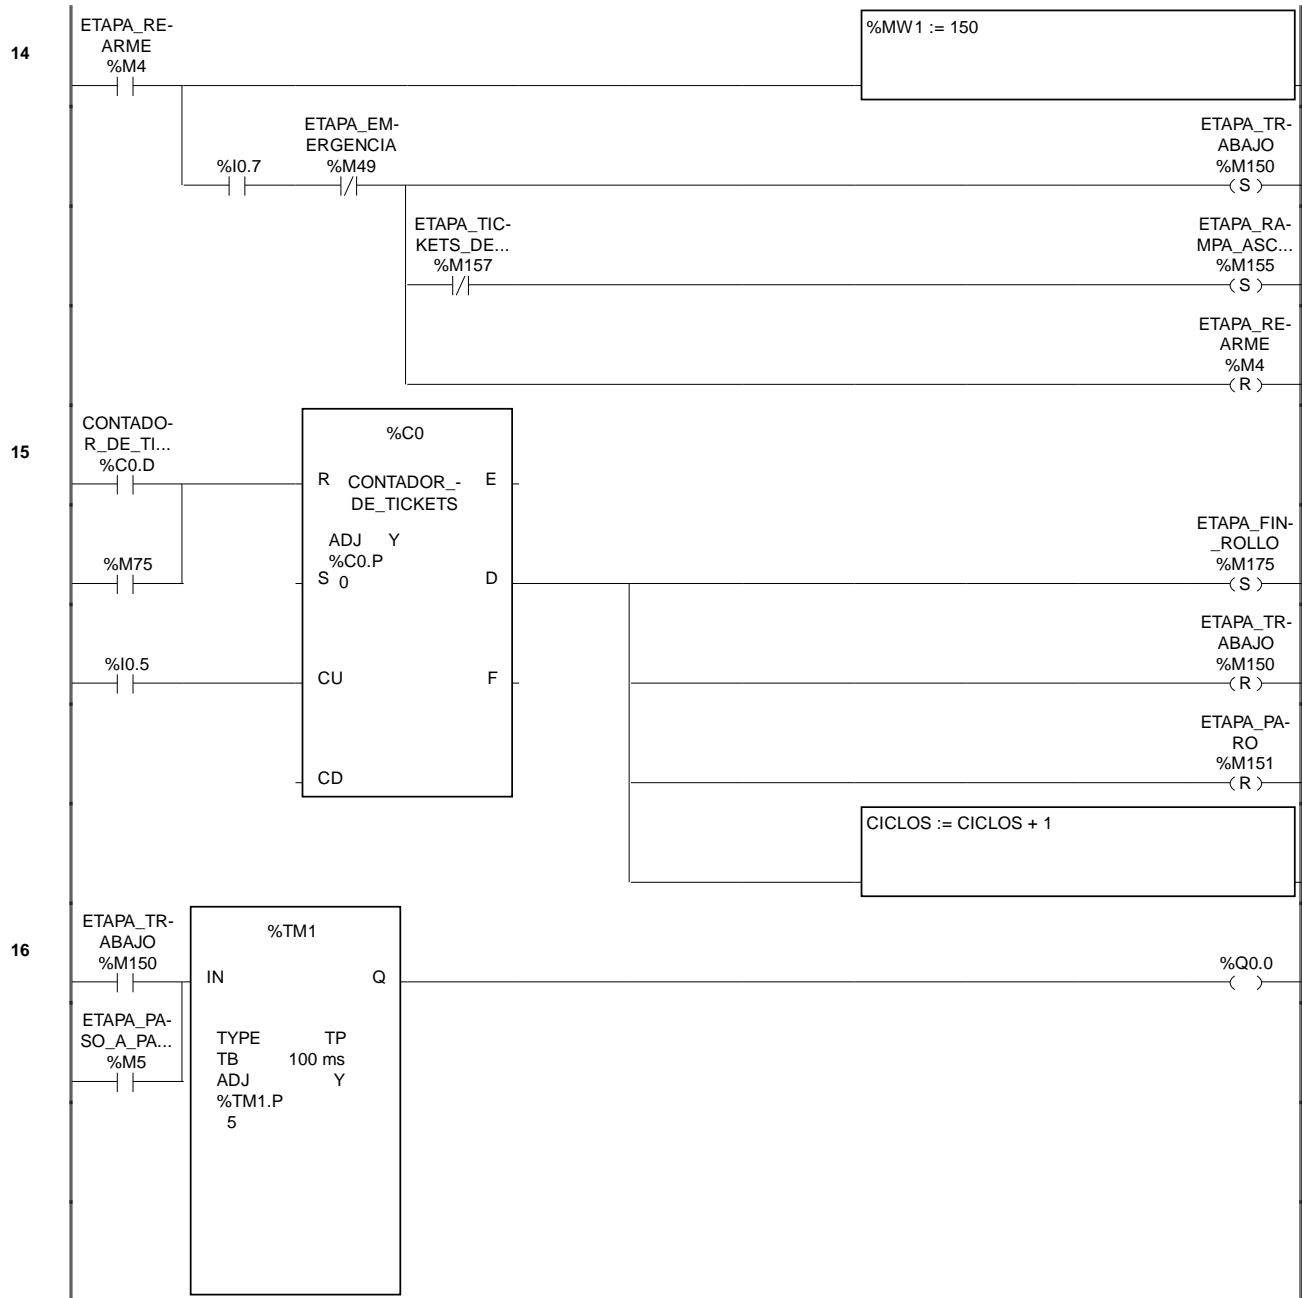 14
ETAPA_RE-
ARME
%M4
%MW1 := 150
%I0.7
ETAPA_EM-
ERGENCIA
%M49
ETAPA_TR-
ABAJO
%M150
S
ETAPA_TIC-
KETS_DE...
%M157
ETAPA_RA-
MPA_ASC...
%M155
S
ETAPA_RE-
ARME
%M4
R
15
CONTADO-
R_DE_TI...
%C0.D
%C0
R
CONTADOR_-
DE_TICKETS
E
ADJ Y
%C0.P
0
%M75
S
D
ETAPA_FIN-
_ROLLO
%M175
S
%I0.5
CU
F
ETAPA_TR-
ABAJO
%M150
R
CD
ETAPA_PA-
RO
%M151
R
CICLOS := CICLOS + 1
16
ETAPA_TR-
ABAJO
%M150
%TM1
IN
Q
%Q0.0
ETAPA_PA-
SO_A_PA...
%M5
TYPE TP
TB 100 ms
ADJ Y
%TM1.P
5